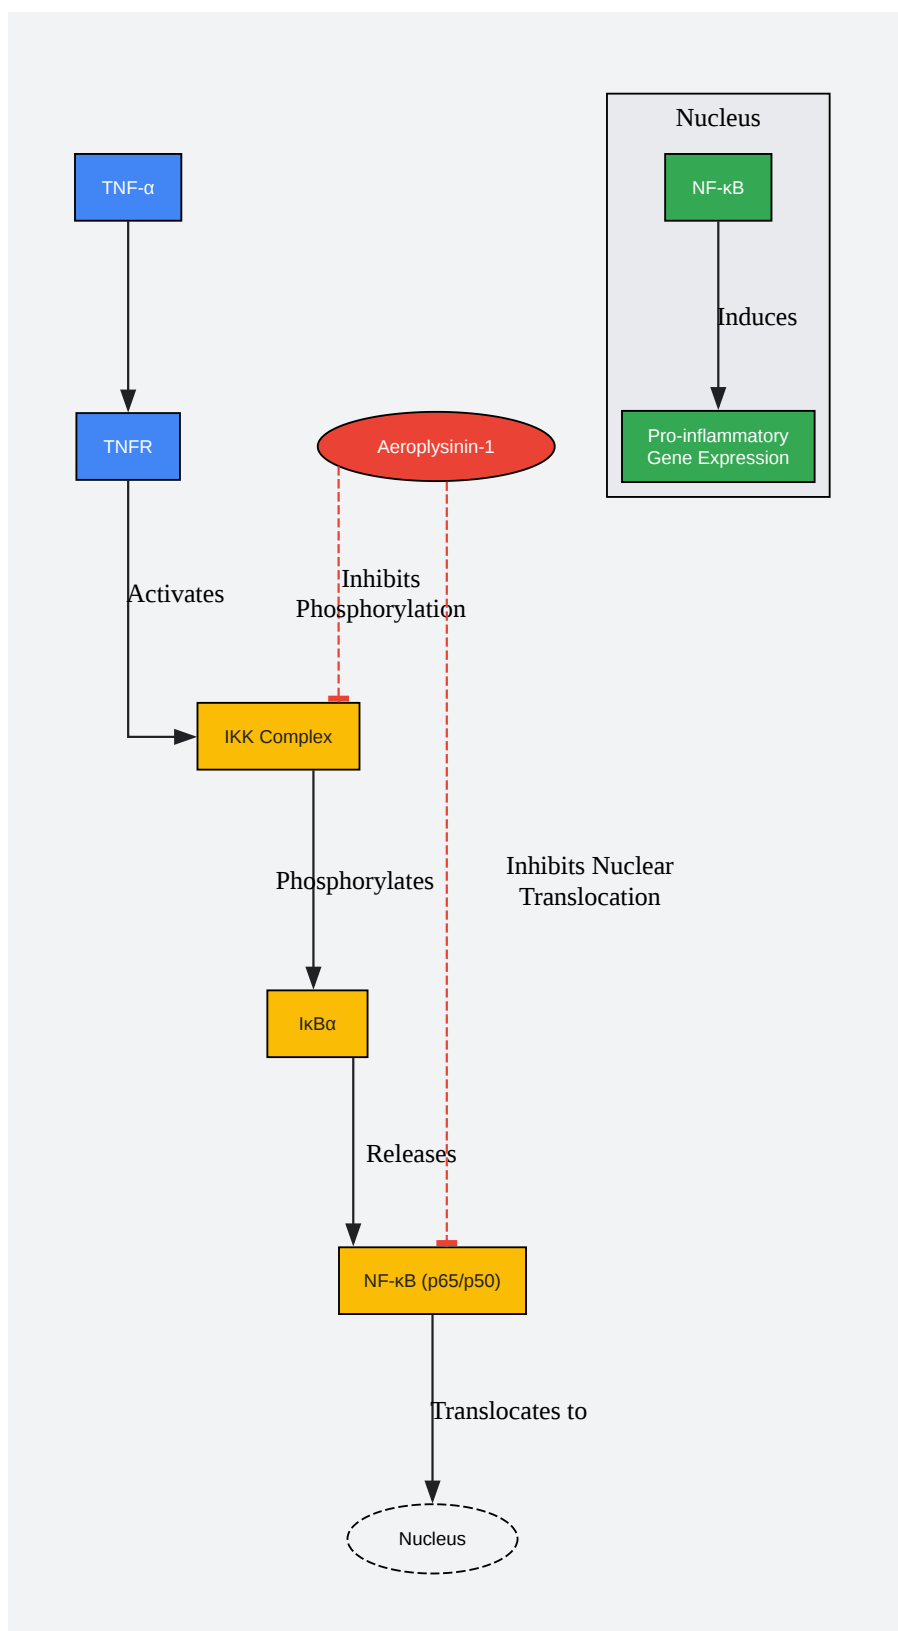 Nucleus
TNF-α
NF-κB
Induces
TNFR
Aeroplysinin-1
Pro-inflammatory
Gene Expression
Activates
Inhibits
Phosphorylation
IKK Complex
Phosphorylates
Inhibits Nuclear
Translocation
IκBα
Releases
NF-κB (p65/p50)
Translocates to
Nucleus